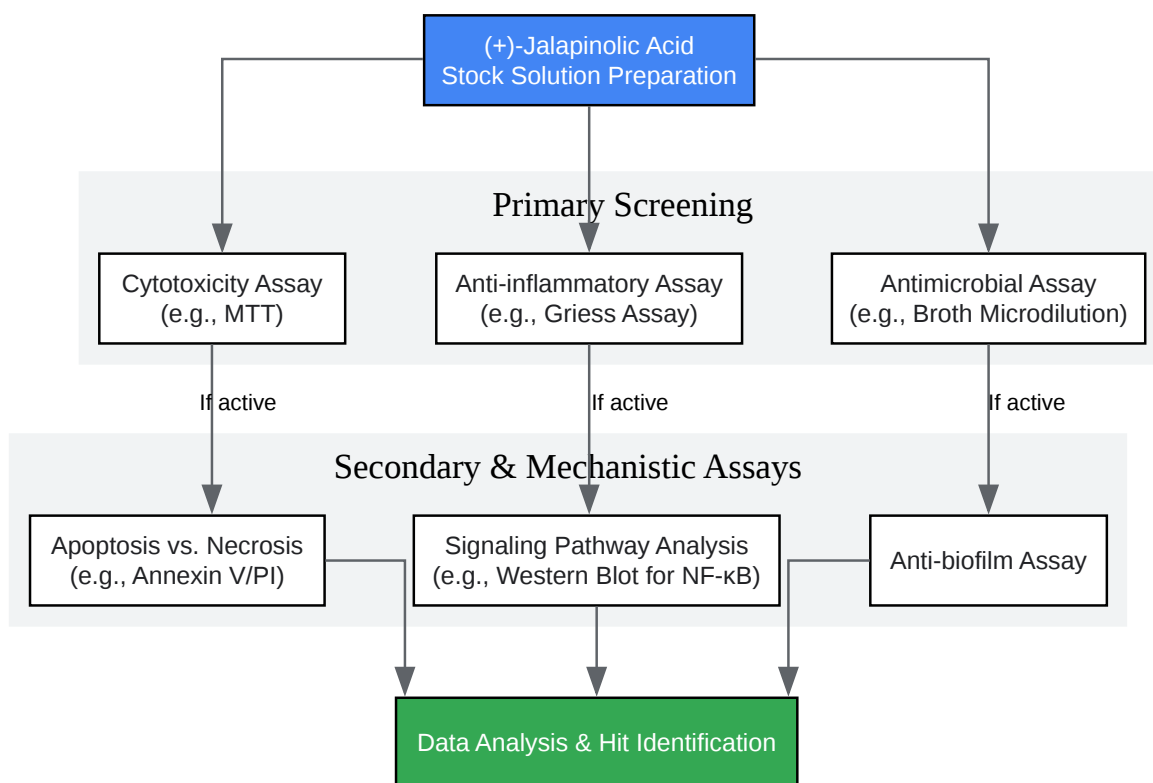 (+)-Jalapinolic Acid
Stock Solution Preparation
Primary Screening
Cytotoxicity Assay
(e.g., MTT)
Anti-inflammatory Assay
(e.g., Griess Assay)
Antimicrobial Assay
(e.g., Broth Microdilution)
If active
If active
If active
Secondary & Mechanistic Assays
Apoptosis vs. Necrosis
(e.g., Annexin V/PI)
Signaling Pathway Analysis
(e.g., Western Blot for NF-κB)
Anti-biofilm Assay
Data Analysis & Hit Identification